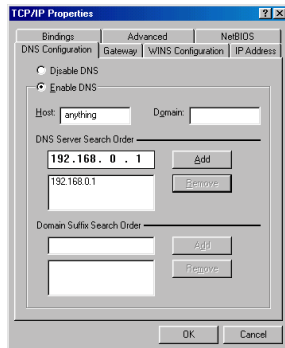 TCP/IP Properties
Bindings Advanced NetBIOS
DNS Configuration Gateway WINS Configuration IP Address
Disable DNS
Enable DNS
Host: anything Domain:
DNS Server Search Order
192.168. 0 . 1 Add
192.168.0.1 Remove
Domain Suffix Search Order
Add
Remove
OK Cancel